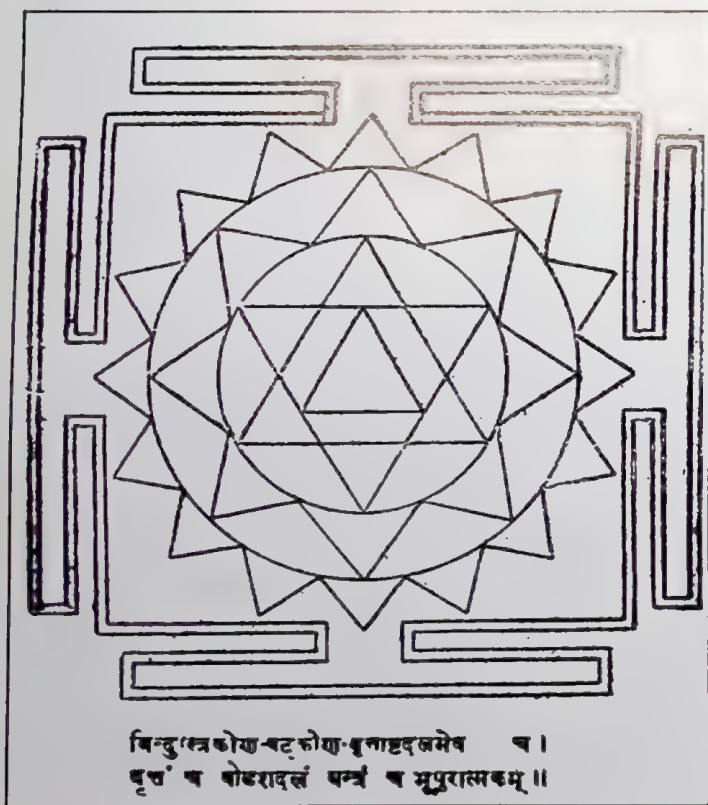 बिन्दुस्त्रिकोण-षट्कोण-वृत्ताष्टदलमेव च ।
वृत्तं च षोडशदलं यन्त्रं च भूपुरात्मकम् ॥